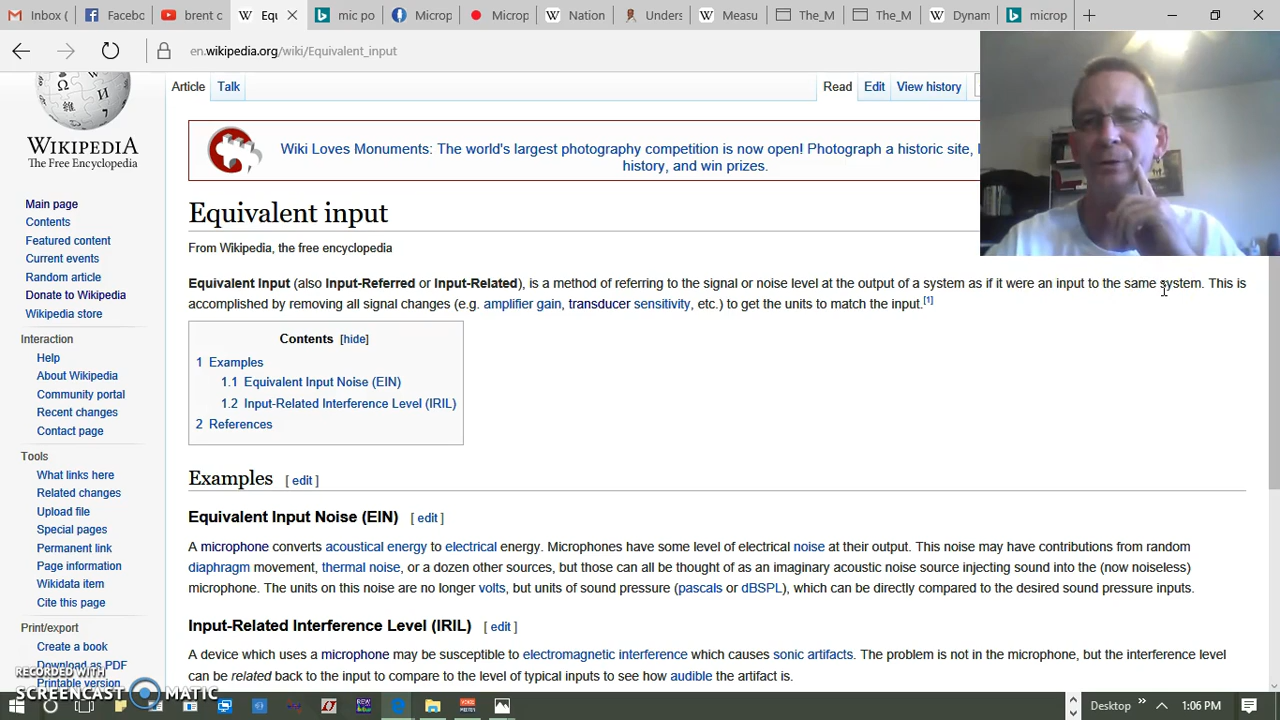 Inbox (
Facebc
brent c
Equ
mic po
Microp
Microp
Nation
Unders
Measu
The_M
The_M
Dynam
microp
en.wikipedia.org/wiki/Equivalent_input
WIKIPEDIA
The Free Encyclopedia
Main page
Contents
Featured content
Current events
Random article
Donate to Wikipedia
Wikipedia store
Interaction
Help
About Wikipedia
Community portal
Recent changes
Contact page
Tools
What links here
Related changes
Upload file
Special pages
Permanent link
Page information
Wikidata item
Cite this page
Print/export
Create a book
Download as PDF
Printable version
Article Talk
Read Edit View history
Wiki Loves Monuments: The world's largest photography competition is now open! Photograph a historic site,
history, and win prizes.
Equivalent input
From Wikipedia, the free encyclopedia
Equivalent Input (also Input-Referred or Input-Related), is a method of referring to the signal or noise level at the output of a system as if it were an input to the same system. This is
accomplished by removing all signal changes (e.g. amplifier gain, transducer sensitivity, etc.) to get the units to match the input.[1]
Contents [hide]
1 Examples
1.1 Equivalent Input Noise (EIN)
1.2 Input-Related Interference Level (IRIL)
2 References
Examples [ edit ]
Equivalent Input Noise (EIN) [ edit ]
A microphone converts acoustical energy to electrical energy. Microphones have some level of electrical noise at their output. This noise may have contributions from random
diaphragm movement, thermal noise, or a dozen other sources, but those can all be thought of as an imaginary acoustic noise source injecting sound into the (now noiseless)
microphone. The units on this noise are no longer volts, but units of sound pressure (pascals or dBSPL), which can be directly compared to the desired sound pressure inputs.
Input-Related Interference Level (IRIL) [ edit ]
A device which uses a microphone may be susceptible to electromagnetic interference which causes sonic artifacts. The problem is not in the microphone, but the interference level
can be related back to the input to compare to the level of typical inputs to see how audible the artifact is.
RECORDED WITH
SCREENCAST MATIC
Desktop
1:06 PM